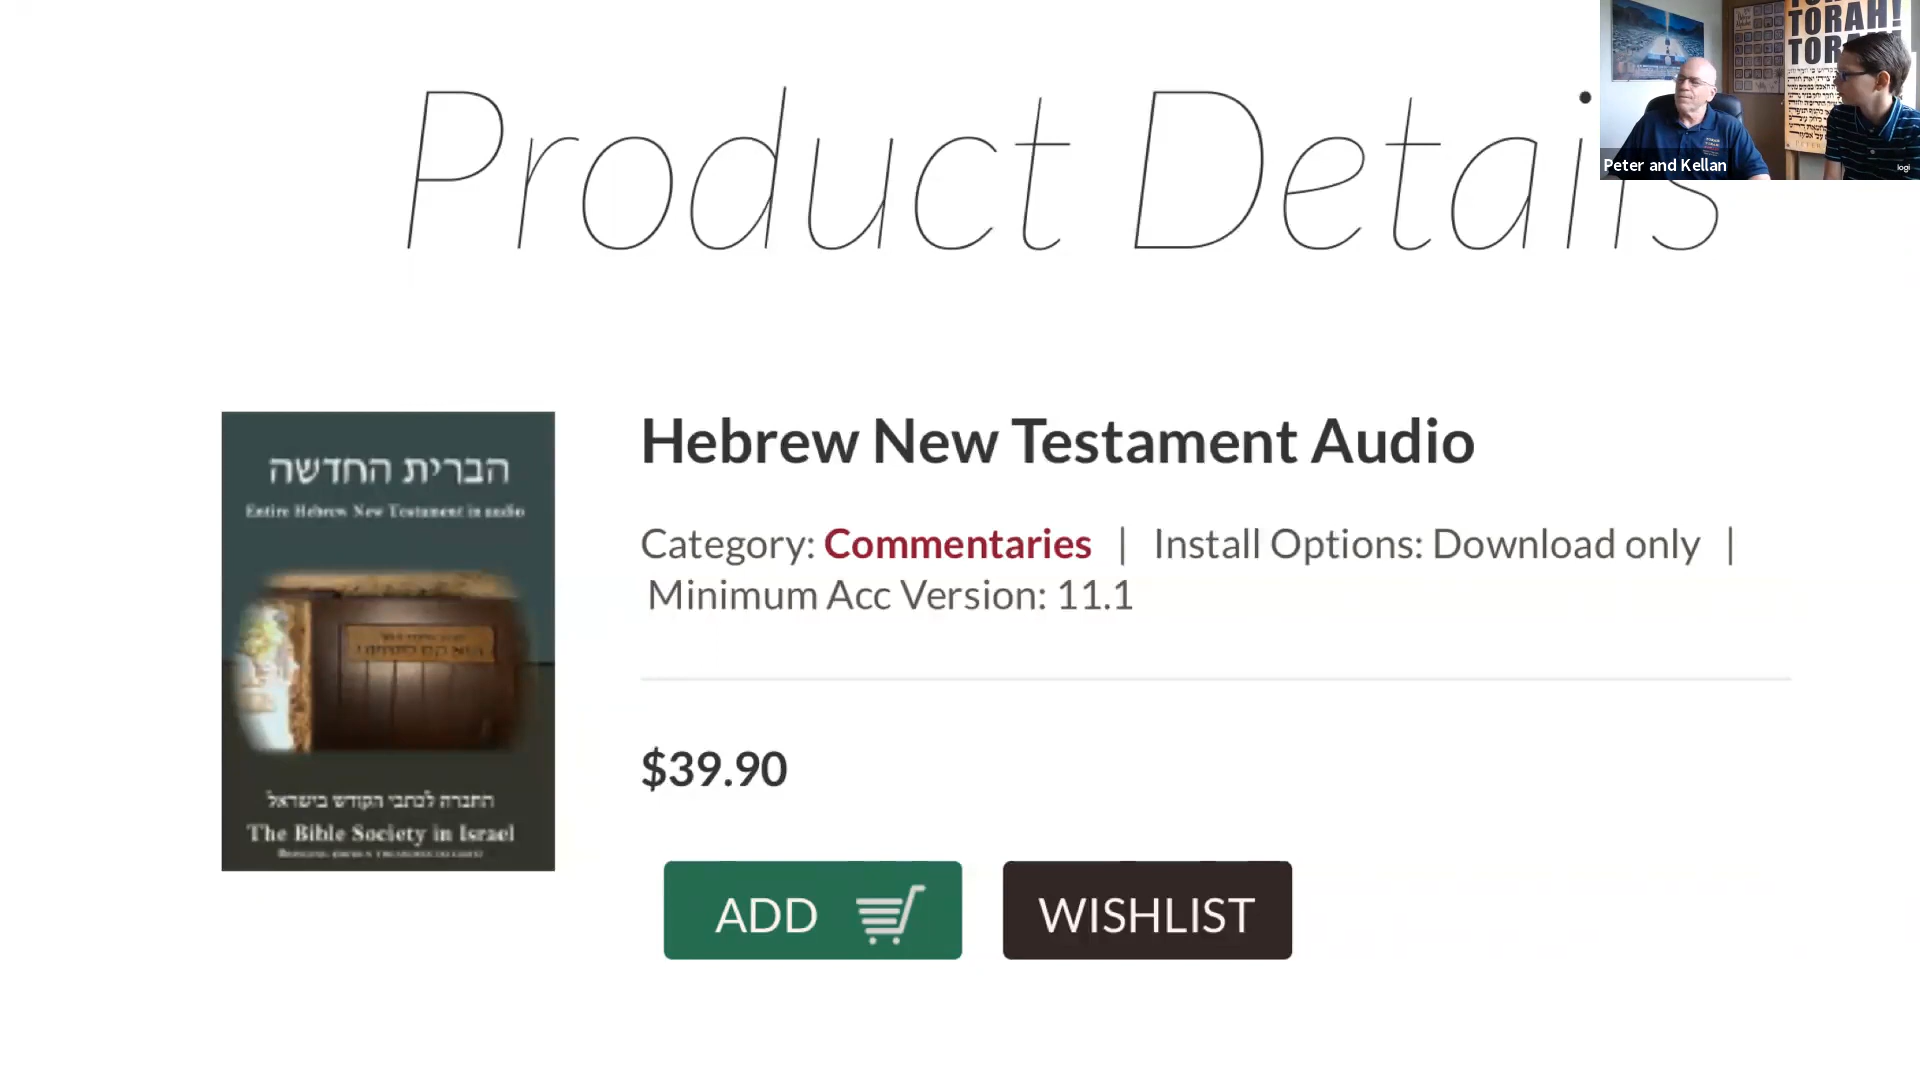 Product Details
TORAH!
TOR
Peter and Kellan
logi
הברית החדשה
Entire Hebrew New Testament in audio
החברה לכתבי הקודש בישראל
The Bible Society in Israel
Hebrew New Testament Audio
Category: Commentaries | Install Options: Download only |
Minimum Acc Version: 11.1
$39.90
ADD
WISHLIST